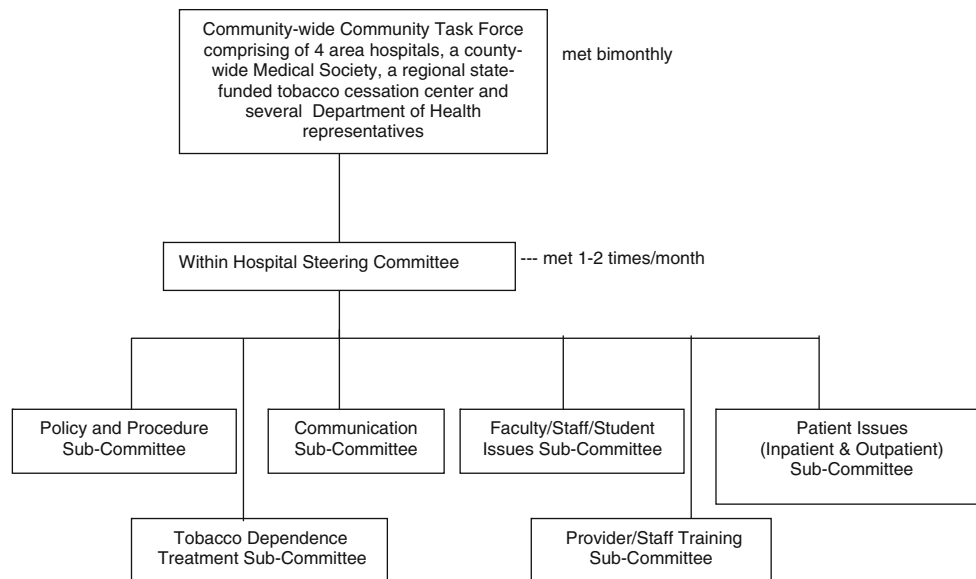 Community-wide Community Task Force
comprising of 4 area hospitals, a county-
wide Medical Society, a regional state-
funded tobacco cessation center and
several Department of Health
representatives
met bimonthly
Within Hospital Steering Committee
--- met 1-2 times/month
Policy and Procedure
Sub-Committee
Communication
Sub-Committee
Faculty/Staff/Student
Issues Sub-Committee
Patient Issues
(Inpatient & Outpatient)
Sub-Committee
Tobacco Dependence
Treatment Sub-Committee
Provider/Staff Training
Sub-Committee